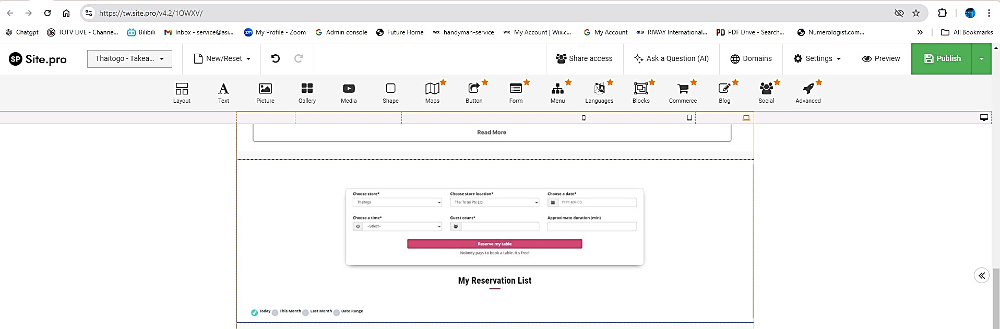 https://tw.site.pro/v4.2/1OWXV/
Chatgpt TOTV LIVE - Channe... Bilibili Inbox - service@asi... zm My Profile - Zoom Admin console Future Home WiX handyman-service WiX My Account | Wix.c... My Account RIWAY International... PD PDF Drive - Search... Numerologist.com... » All Bookmarks
SP Site.pro Thaitogo - Takea... New/Reset Share access Ask a Question (AI) Domains Settings Preview Publish
Layout Text Picture Gallery Media Shape Maps Button Form Menu Languages Blocks Commerce Blog Social Advanced
Read More
Choose store* Choose store location* Choose a date*
Thaitogo Thai To Go Pte Ltd YYYY-MM-DD
Choose a time* Guest count* Approximate duration (min)
--Select--
Reserve my table
Nobody pays to book a table. It's free!
My Reservation List
Today This Month Last Month Date Range